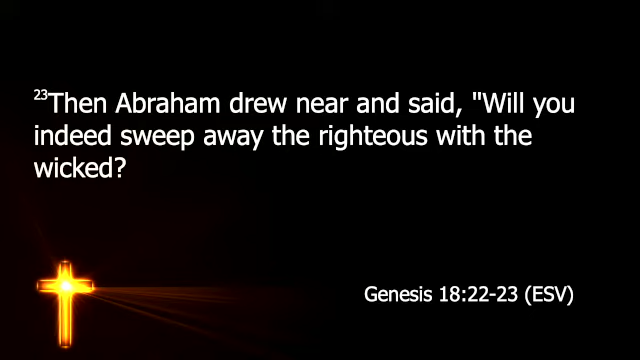 23Then Abraham drew near and said, "Will you
indeed sweep away the righteous with the
wicked?
Genesis 18:22-23 (ESV)